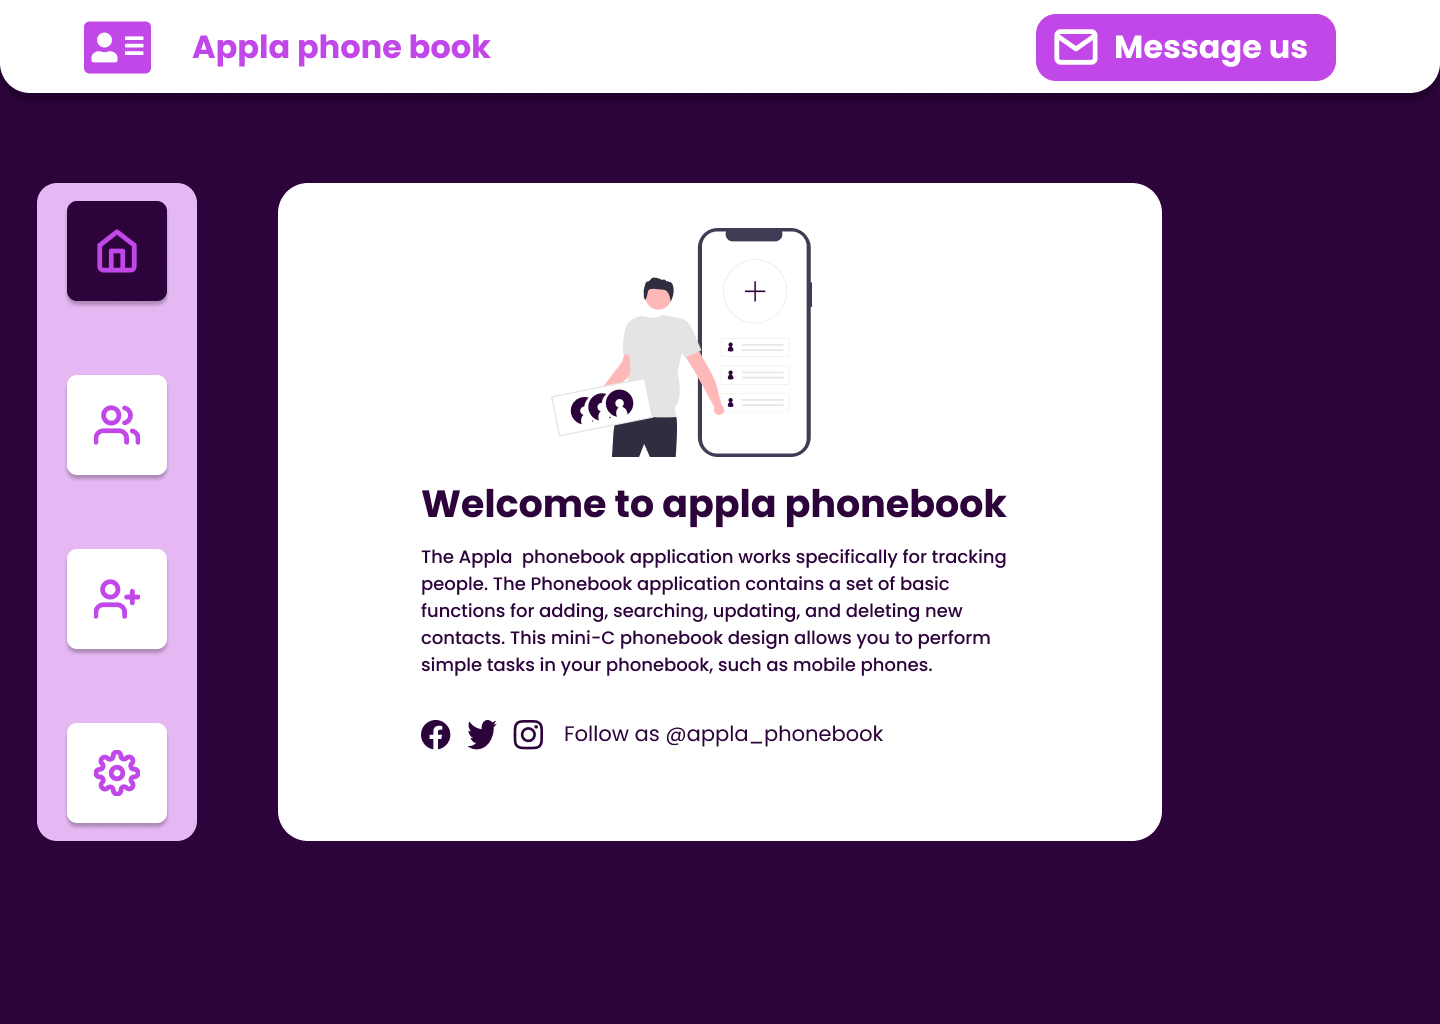 Appla phone book
Message us
Welcome to appla phonebook
The Appla  phonebook application works specifically for tracking
people. The Phonebook application contains a set of basic
functions for adding, searching, updating, and deleting new
contacts. This mini-C phonebook design allows you to perform
simple tasks in your phonebook, such as mobile phones.
Follow as @appla_phonebook